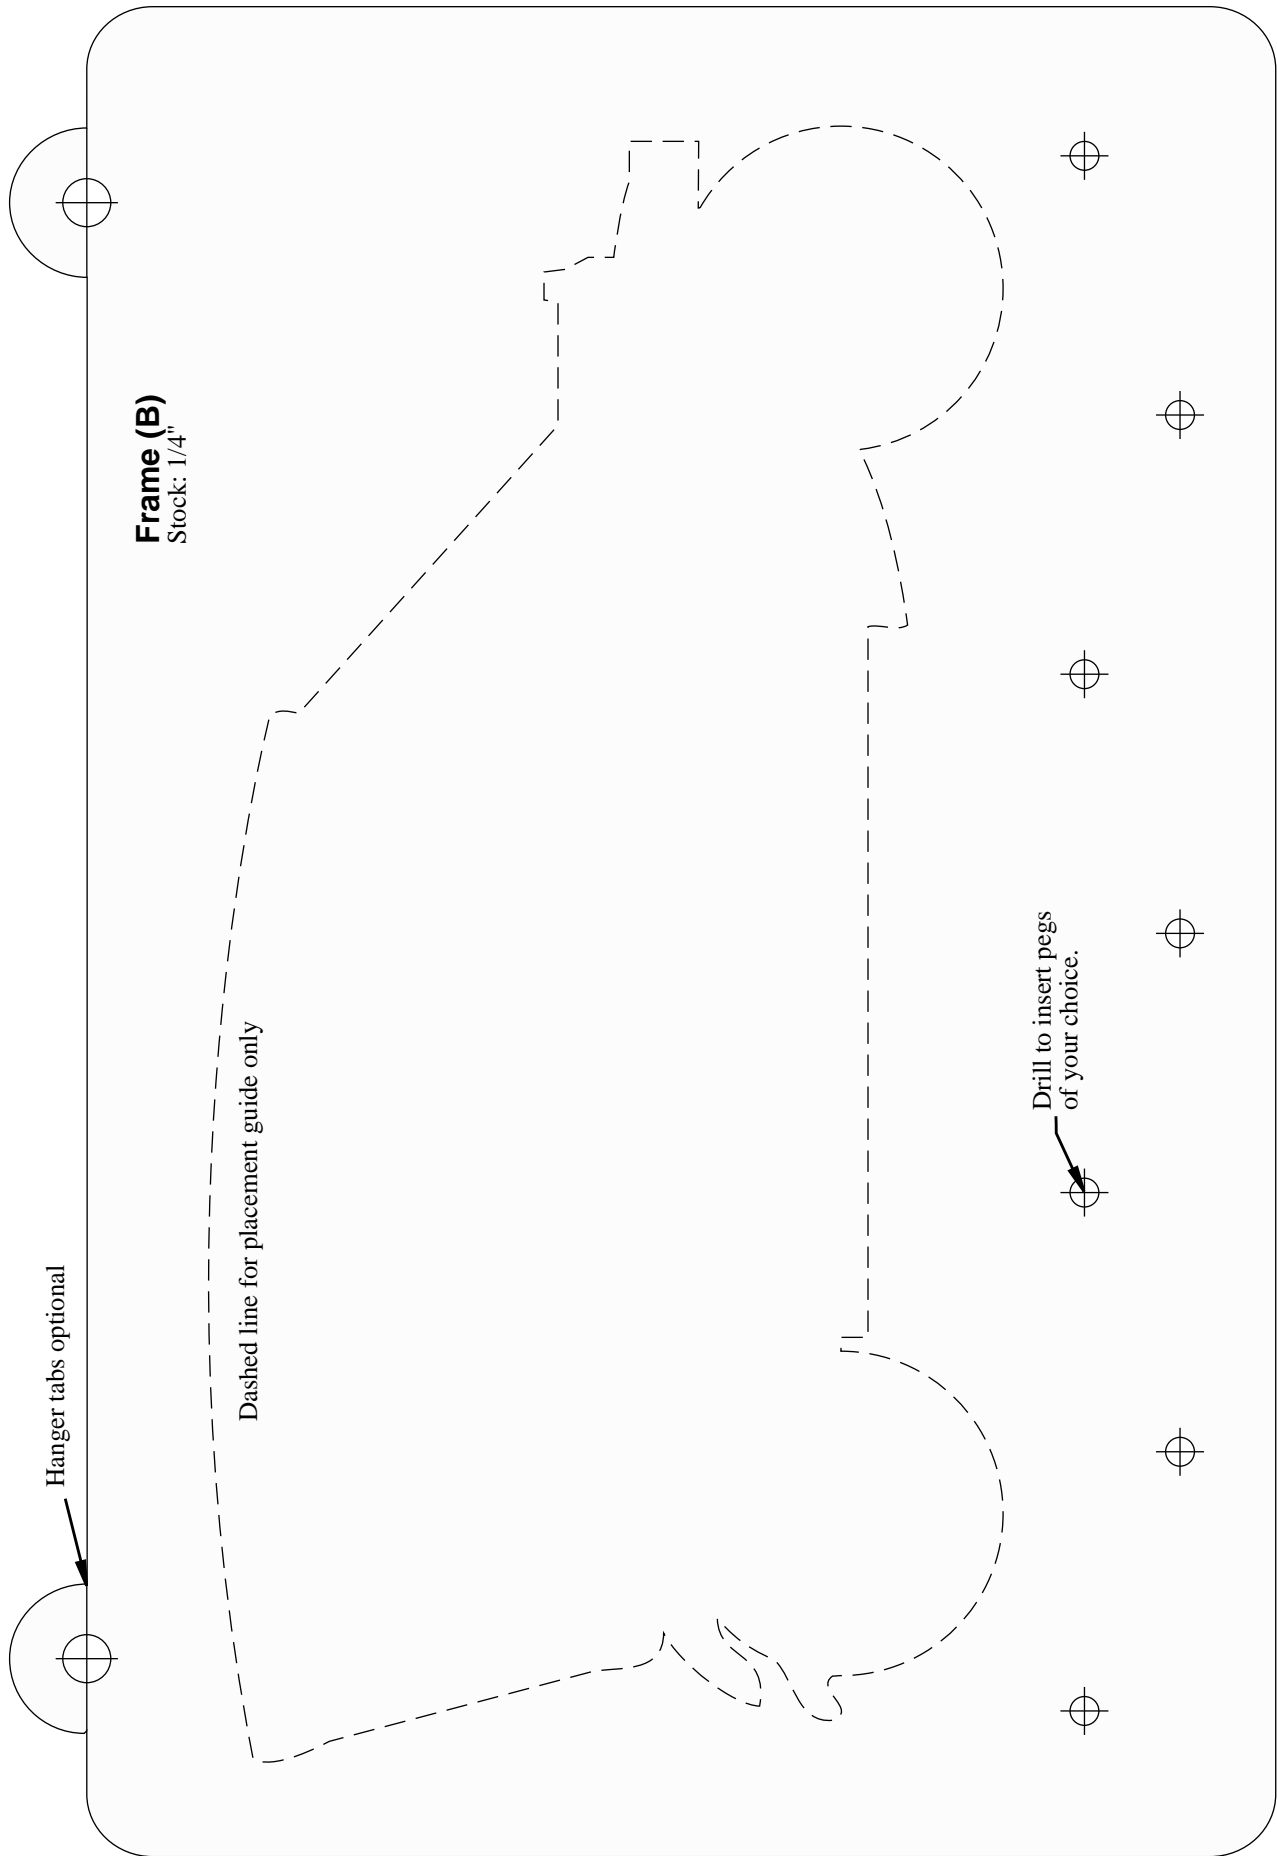 Hanger tabs optional
Frame (B)
Stock: 1/4"
Dashed line for placement guide only
Drill to insert pegs
of your choice.